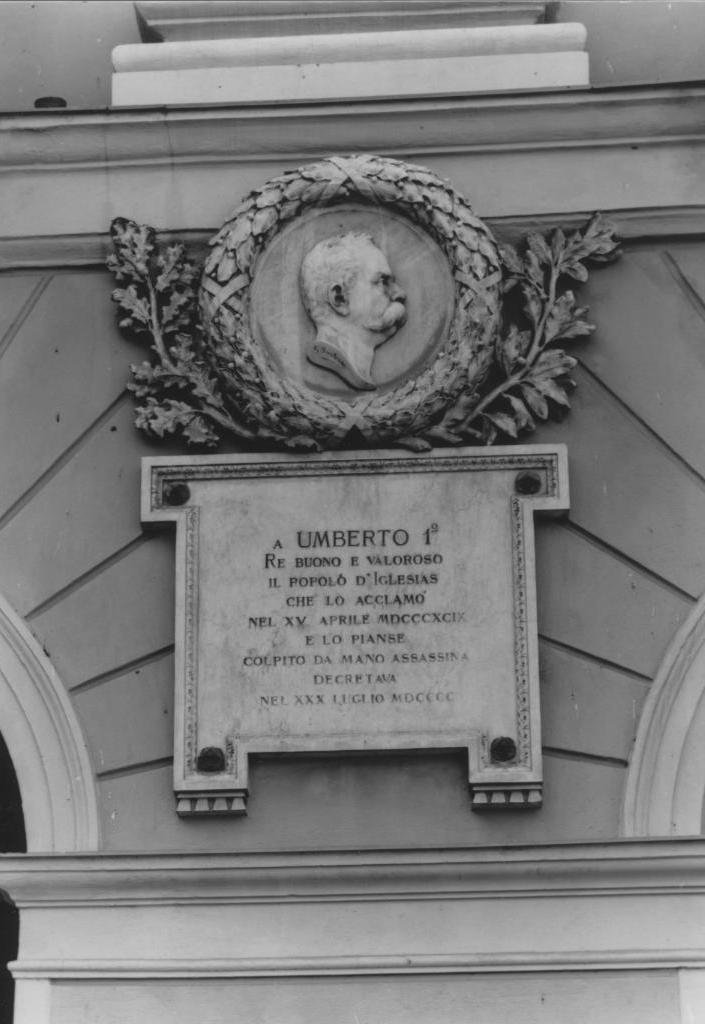 A UMBERTO 1º
RE BUONO E VALOROSO
IL POPOLO D'IGLESIAS
CHE LO ACCLAMO'
NEL XV APRILE MDCCCXCIX
E LO PIANSE
COLPITO DA MANO ASSASSINA
DECRETAVA
NEL XXX LUGLIO MDCCCC